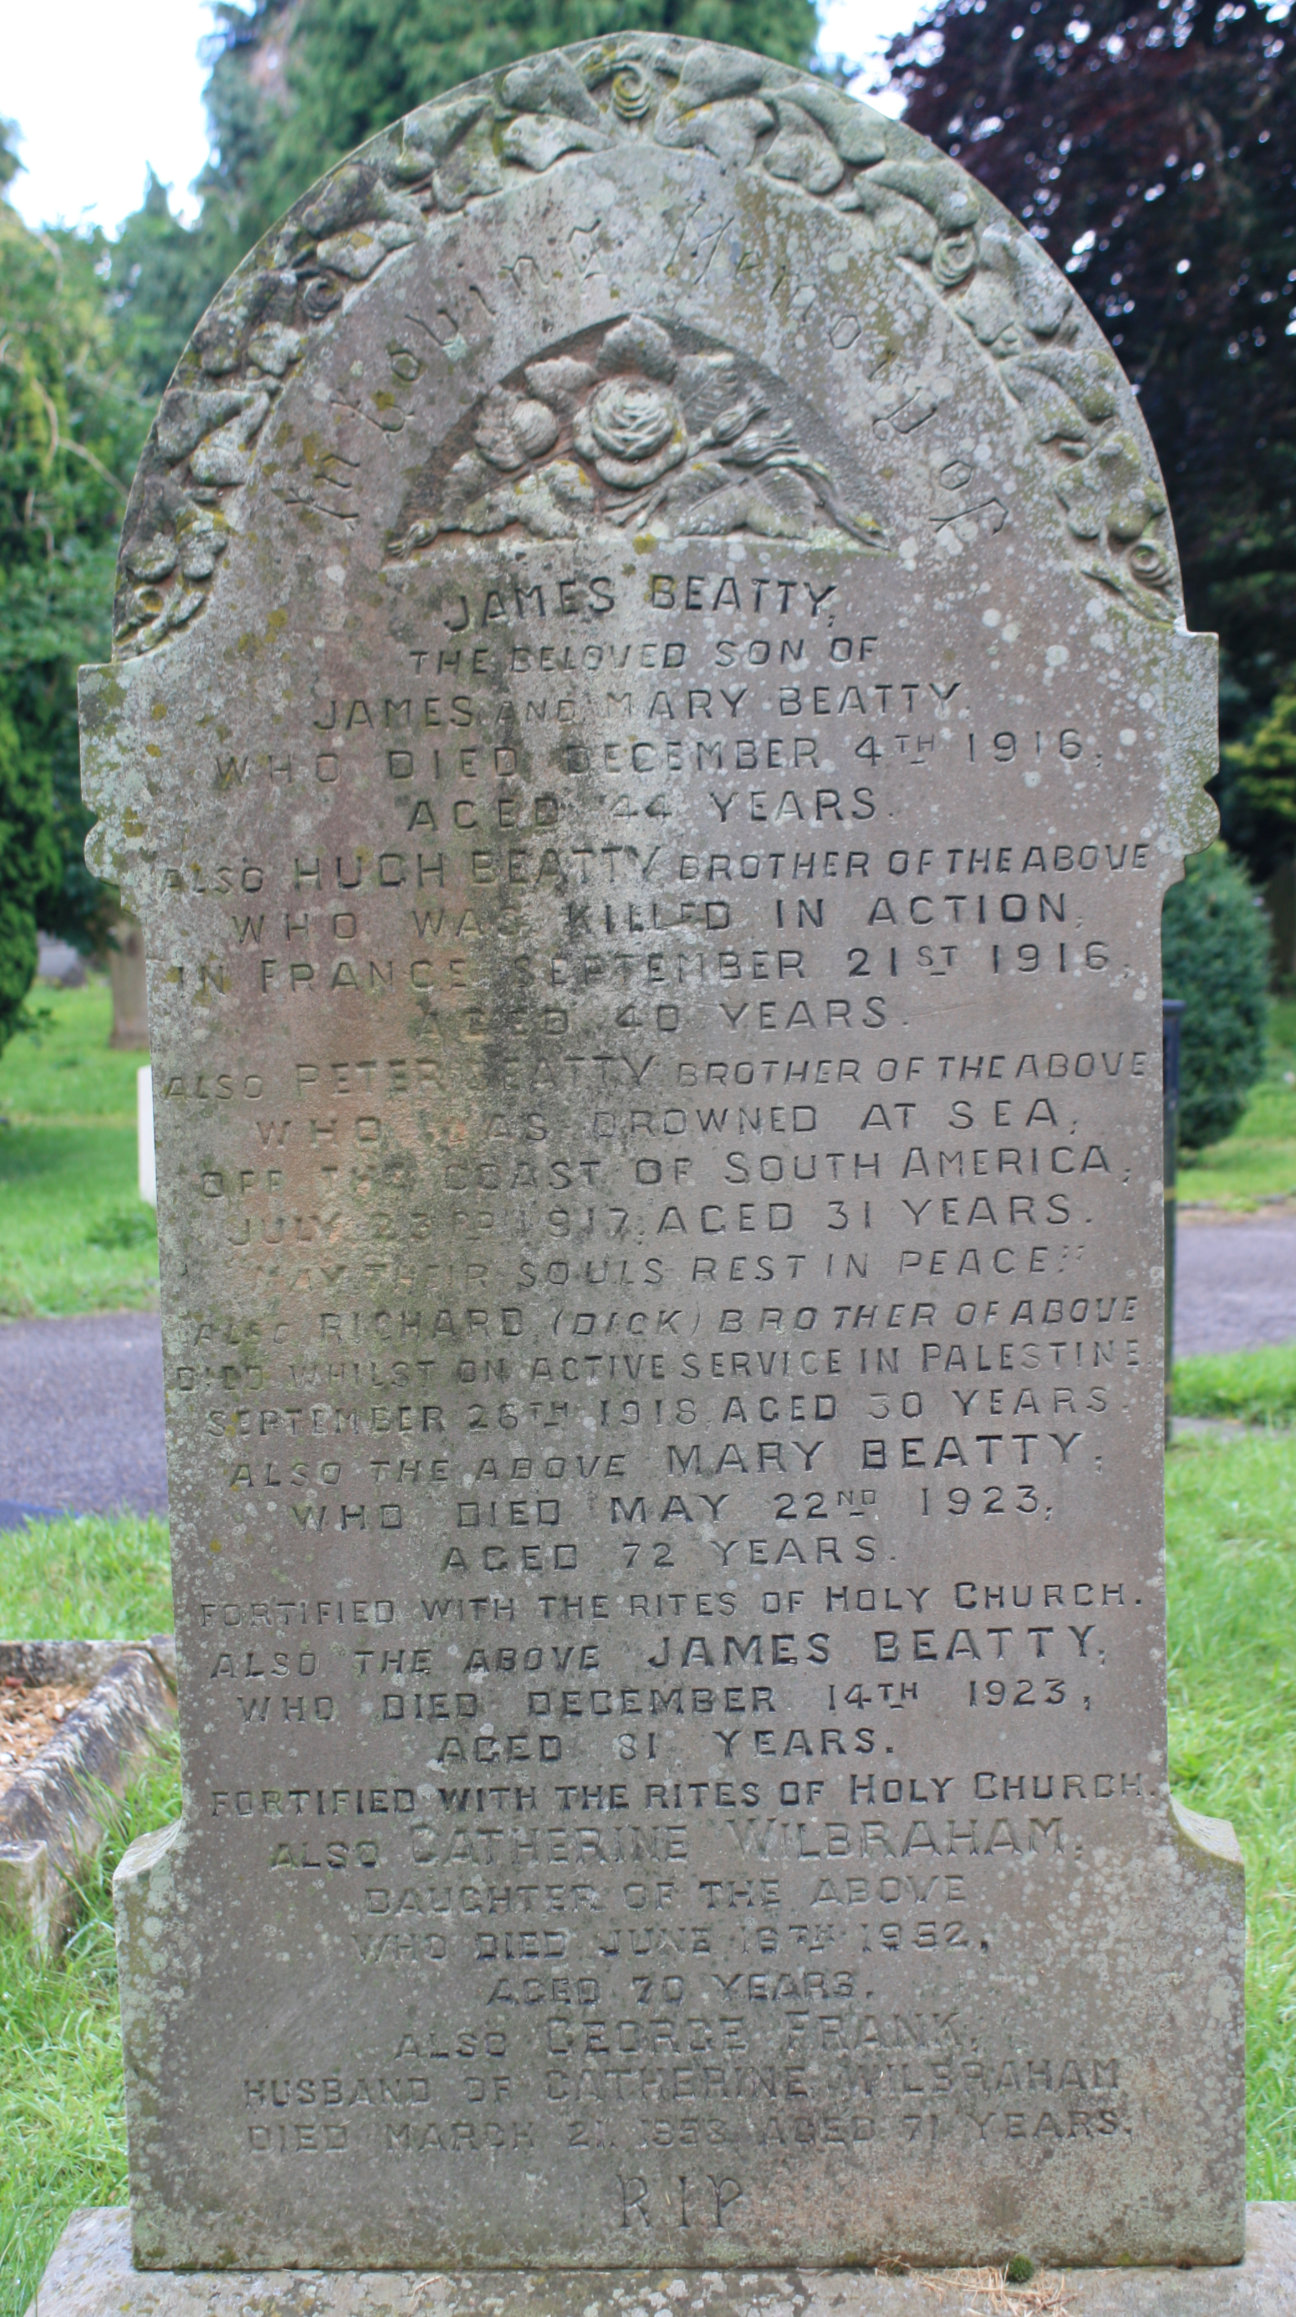 In Loving Memory of
JAMES BEATTY,
THE BELOVED SON OF
JAMES AND MARY BEATTY.
WHO DIED DECEMBER 4TH 1916,
AGED 44 YEARS.
ALSO HUGH BEATTY BROTHER OF THE ABOVE
WHO WAS KILLED IN ACTION,
IN FRANCE SEPTEMBER 21ST 1916,
AGED 40 YEARS.
ALSO PETER BEATTY BROTHER OF THE ABOVE
WHO WAS DROWNED AT SEA,
OFF THE COAST OF SOUTH AMERICA,
JULY 23RD 1917, AGED 31 YEARS.
MAY THEIR SOULS REST IN PEACE."
ALSO RICHARD, (DICK) BROTHER OF ABOVE
DIED WHILST ON ACTIVE SERVICE IN PALESTINE.
SEPTEMBER 26TH 1918, AGED 30 YEARS.
ALSO THE ABOVE MARY BEATTY,
WHO DIED MAY 22ND 1923,
AGED 72 YEARS.
FORTIFIED WITH THE RITES OF HOLY CHURCH.
ALSO THE ABOVE JAMES BEATTY,
WHO DIED DECEMBER 14TH 1923,
AGED 81 YEARS.
FORTIFIED WITH THE RITES OF HOLY CHURCH.
ALSO CATHERINE WILBRAHAM,
DAUGHTER OF THE ABOVE
WHO DIED JUNE 1952,
AGED 70 YEARS.
ALSO GEORGE FRANK,
HUSBAND OF CATHERINE WILBRAHAM
DIED MARCH 21. AGED 71 YEARS.
RIP